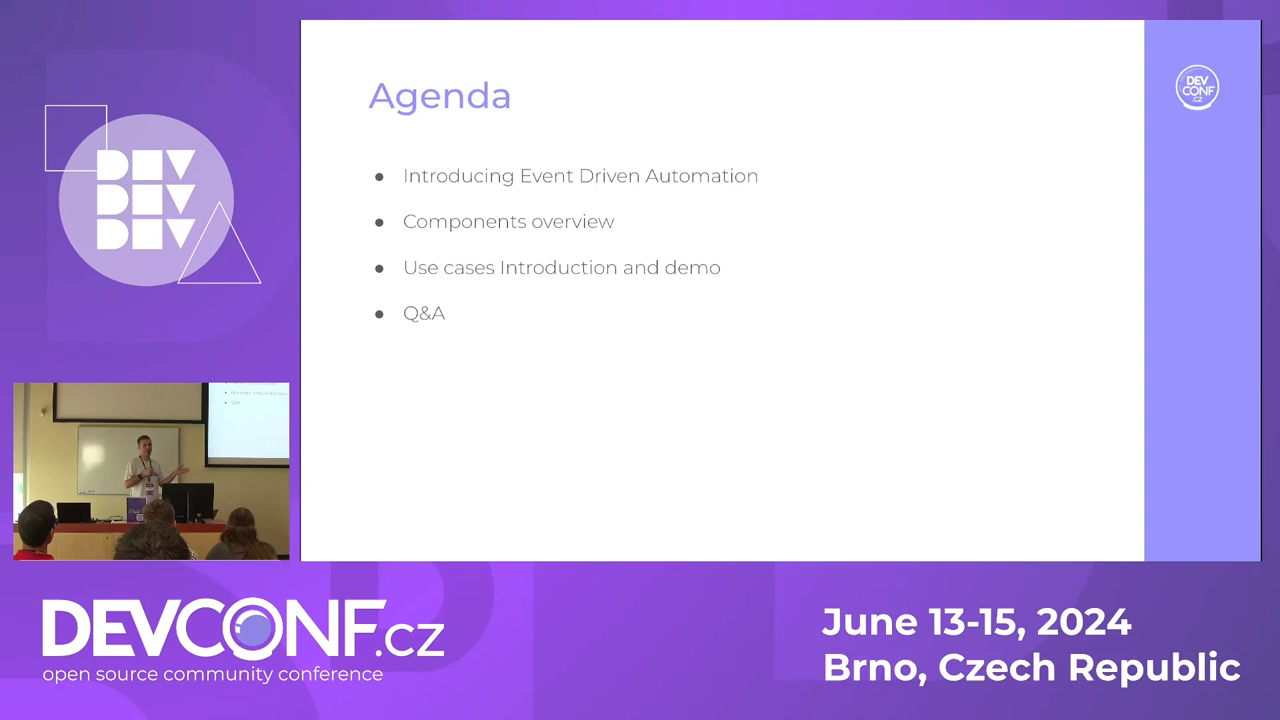 Agenda
DEV
CONF
.CZ
● Introducing Event Driven Automation
● Components overview
● Use cases Introduction and demo
● Q&A
DEV
DEV
DEV
DEVCONF.cz
open source community conference
June 13-15, 2024
Brno, Czech Republic